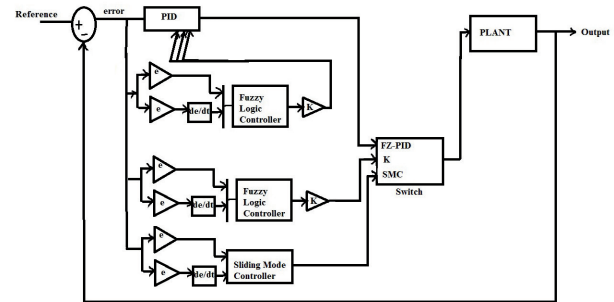 Reference
+
−
error
PID
PLANT
Output
e
e
de/dt
Fuzzy
Logic
Controller
K
FZ-PID
K
SMC
Switch
e
e
de/dt
Fuzzy
Logic
Controller
K
e
e
de/dt
Sliding Mode
Controller